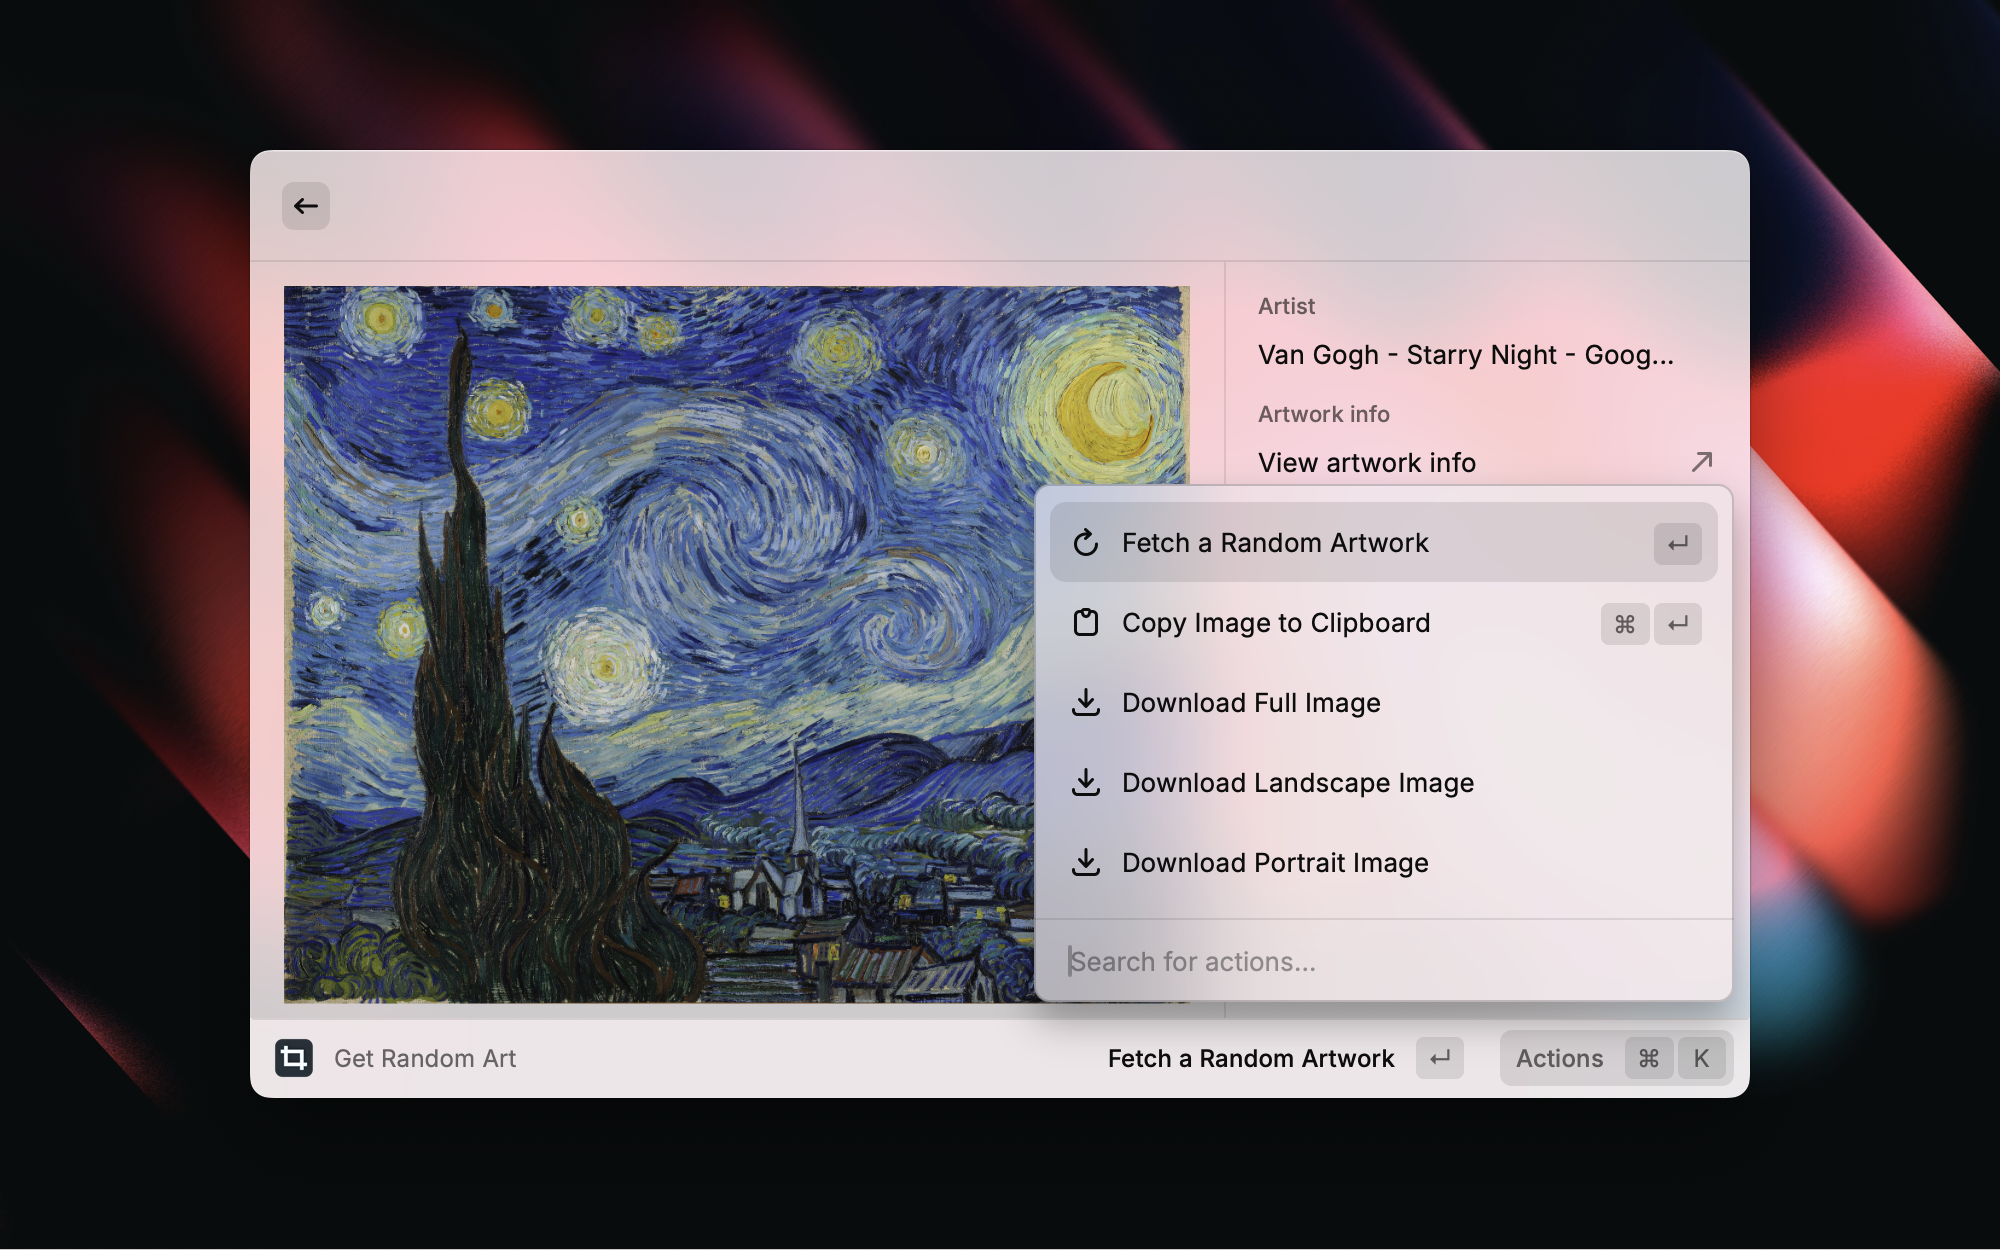 Artist
Van Gogh - Starry Night - Goog...
Artwork info
View artwork info
Fetch a Random Artwork
Copy Image to Clipboard ⌘
Download Full Image
Download Landscape Image
Download Portrait Image
Search for actions...
Get Random Art
Fetch a Random Artwork
Actions ⌘ K